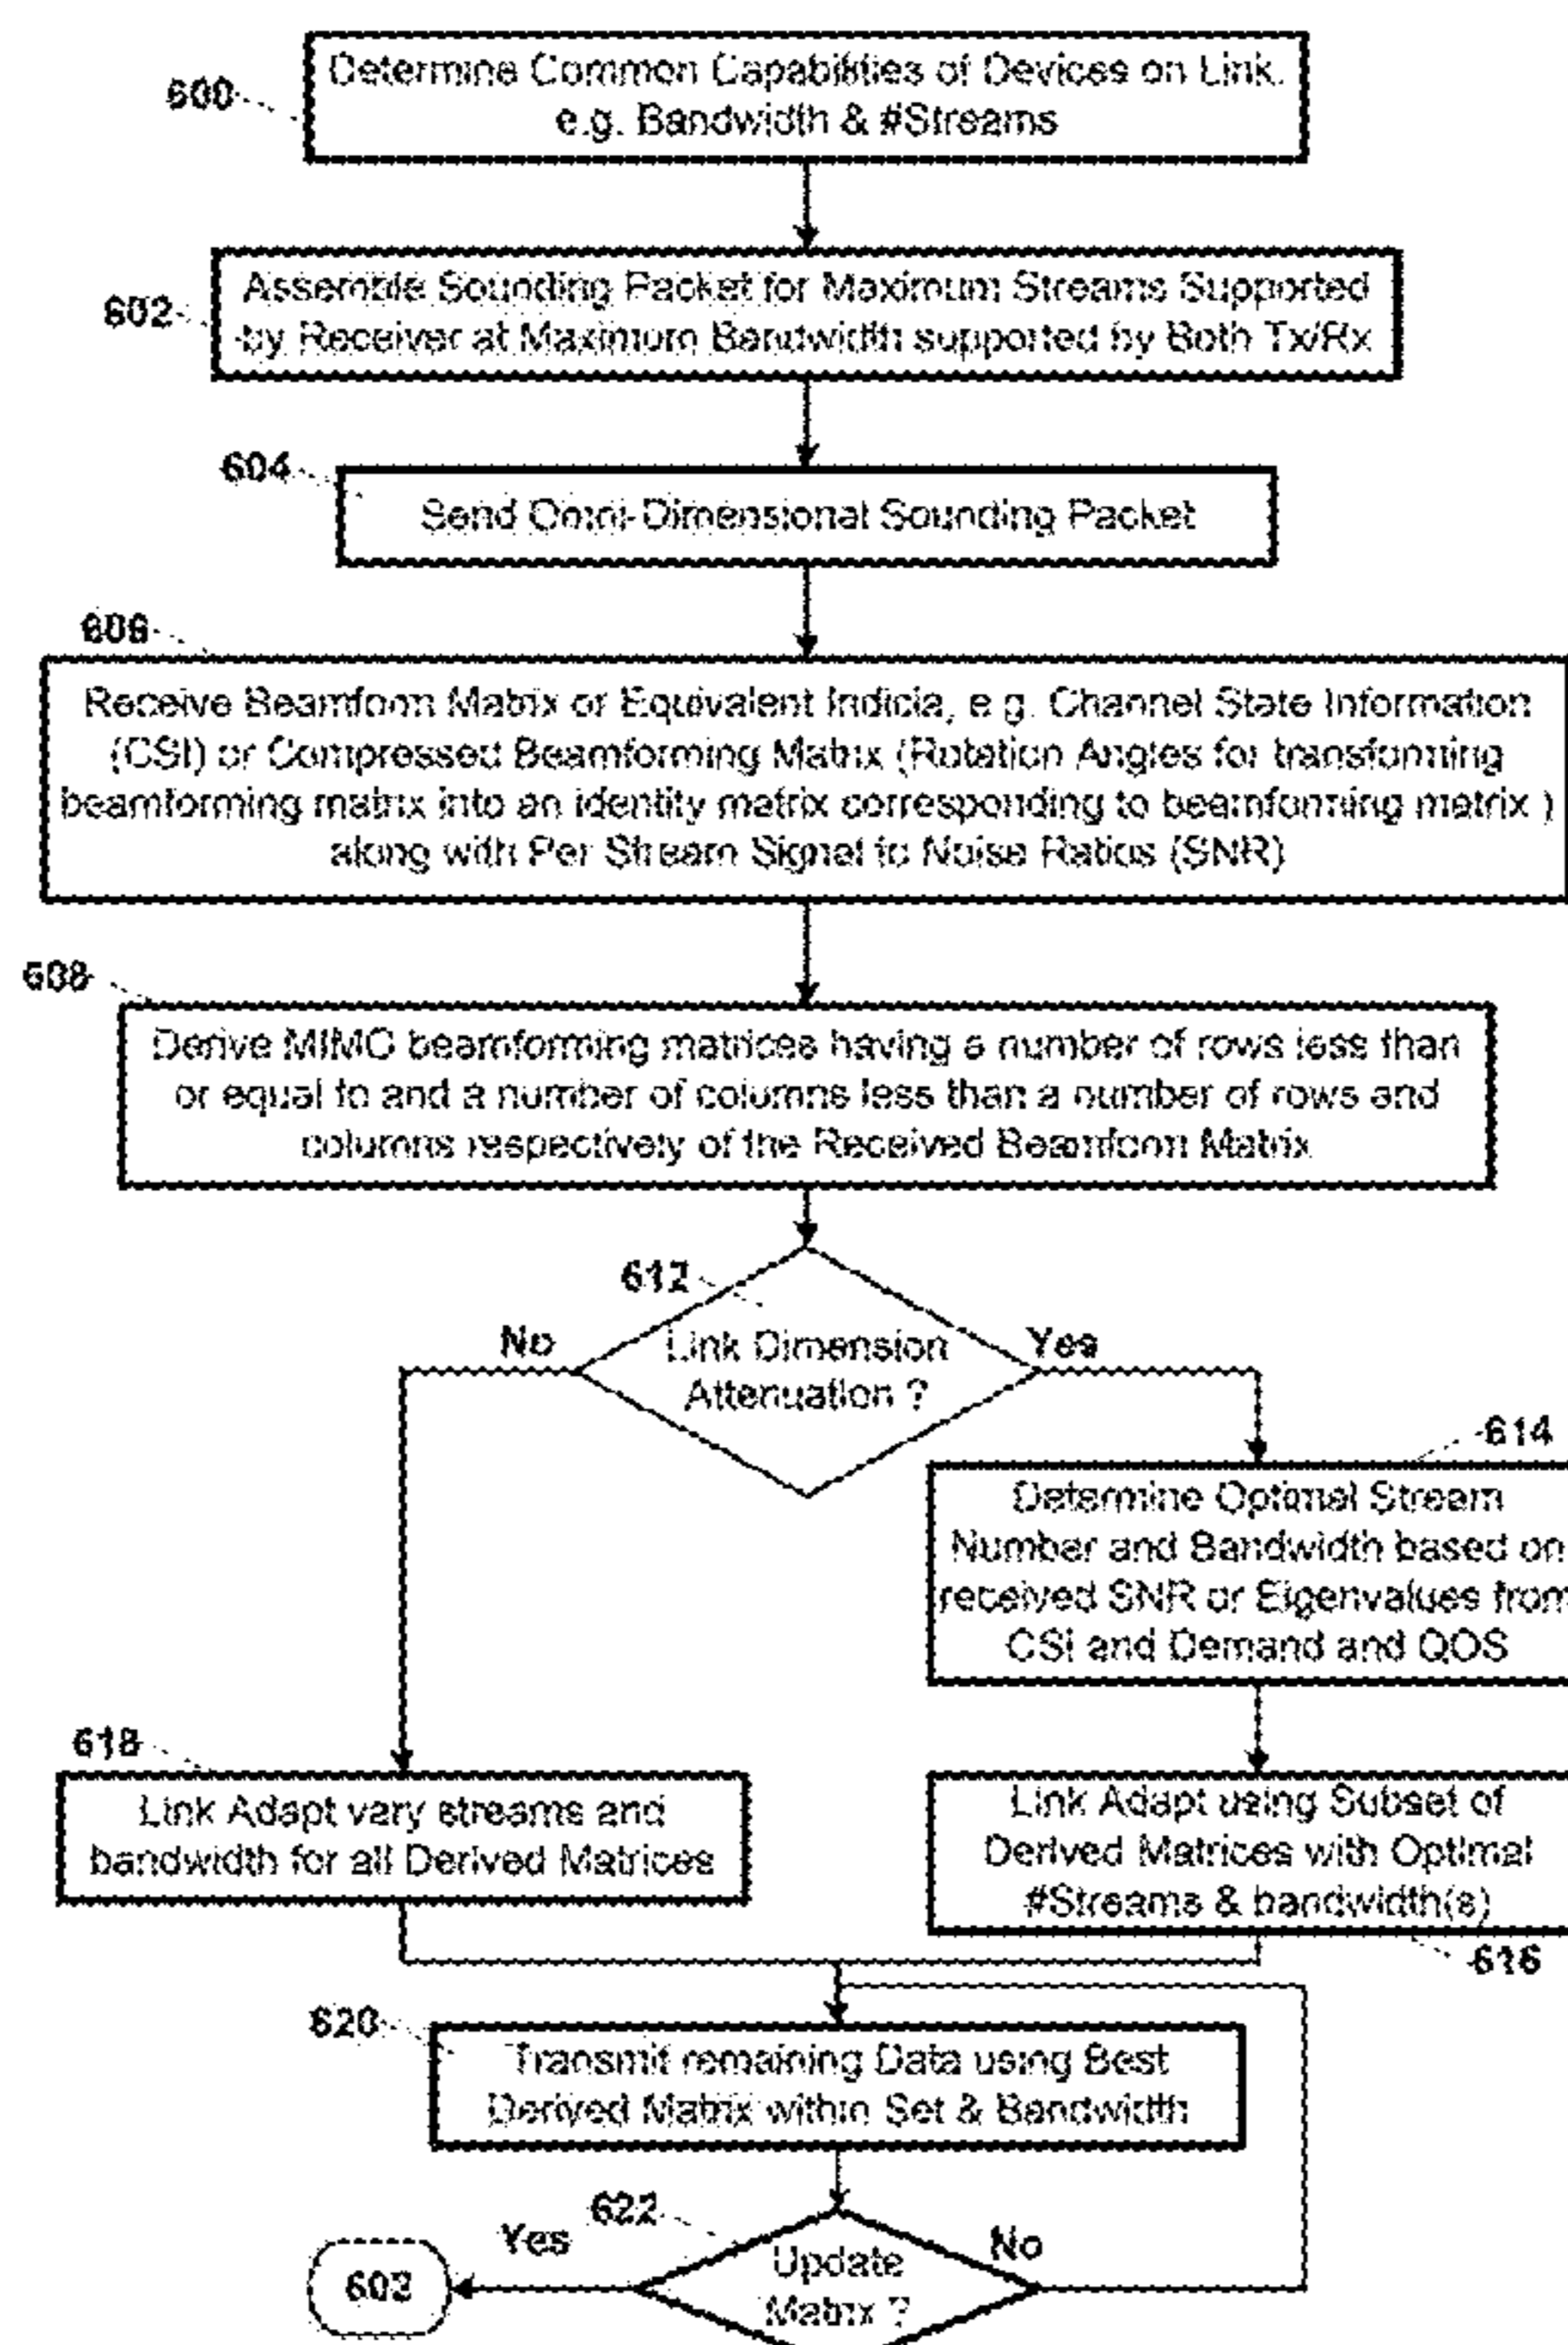 600
Determine Common Capabilities of Devices on Link.
e.g. Bandwidth & #Streams
602
Assemble Sounding Packet for Maximum Streams Supported
by Receiver at Maximum Bandwidth supported by Both Tx/Rx
604
Send Omni-Dimensional Sounding Packet
606
Receive Beamform Matrix or Equivalent Indicia, e.g. Channel State Information
(CSI) or Compressed Beamforming Matrix (Rotation Angles for transforming
beamforming matrix into an identity matrix corresponding to beamforming matrix )
along with Per Stream Signal to Noise Ratios (SNR)
608
Derive MIMO beamforming matrices having a number of rows less than
or equal to and a number of columns less than a number of rows and
columns respectively of the Received Beamform Matrix
612
No
Link Dimension
Attenuation ?
Yes
614
Determine Optimal Stream
Number and Bandwidth based on
received SNR or Eigenvalues from
CSI and Demand and QOS
618
Link Adapt vary streams and
bandwidth for all Derived Matrices
Link Adapt using Subset of
Derived Matrices with Optimal
#Streams & bandwidth(s)
616
620
Transmit remaining Data using Best
Derived Matrix within Set & Bandwidth
622
Yes
No
Update
Matrix ?
602